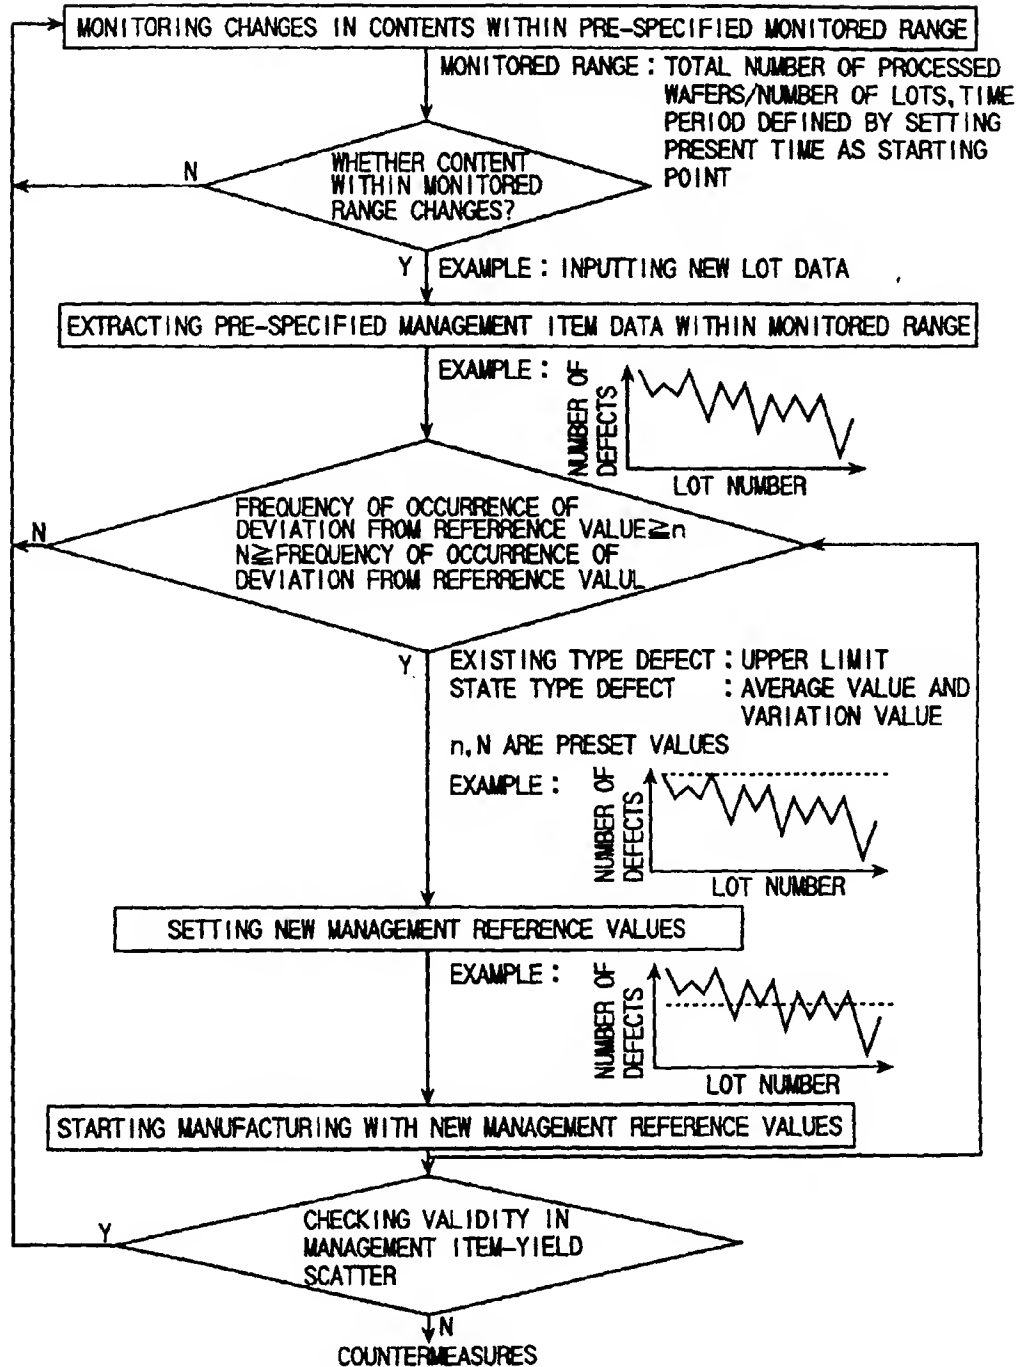 MONITORING CHANGES IN CONTENTS WITHIN PRE-SPECIFIED MONITORED RANGE
MONITORED RANGE : TOTAL NUMBER OF PROCESSED
WAFERS/NUMBER OF LOTS, TIME
PERIOD DEFINED BY SETTING
PRESENT TIME AS STARTING
POINT
N
WHETHER CONTENT
WITHIN MONITORED
RANGE CHANGES?
Y
EXAMPLE : INPUTTING NEW LOT DATA
EXTRACTING PRE-SPECIFIED MANAGEMENT ITEM DATA WITHIN MONITORED RANGE
EXAMPLE :
NUMBER OF
DEFECTS
LOT NUMBER
N
FREQUENCY OF OCCURRENCE OF
DEVIATION FROM REFERRENCE VALUE≧n
N≧FREQUENCY OF OCCURRENCE OF
DEVIATION FROM REFERRENCE VALUL
Y
EXISTING TYPE DEFECT : UPPER LIMIT
STATE TYPE DEFECT : AVERAGE VALUE AND
VARIATION VALUE
n, N ARE PRESET VALUES
EXAMPLE :
NUMBER OF
DEFECTS
LOT NUMBER
SETTING NEW MANAGEMENT REFERENCE VALUES
EXAMPLE :
NUMBER OF
DEFECTS
LOT NUMBER
STARTING MANUFACTURING WITH NEW MANAGEMENT REFERENCE VALUES
Y
CHECKING VALIDITY IN
MANAGEMENT ITEM-YIELD
SCATTER
N
COUNTERMEASURES